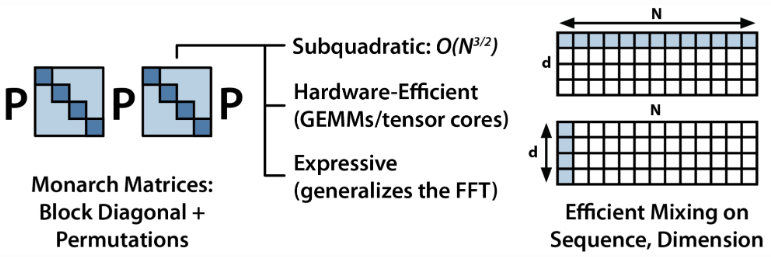 P P P
Monarch Matrices:
Block Diagonal +
Permutations
Subquadratic: O(N^{3/2})
Hardware-Efficient
(GEMMs/tensor cores)
Expressive
(generalizes the FFT)
N
d
N
d
Efficient Mixing on
Sequence, Dimension